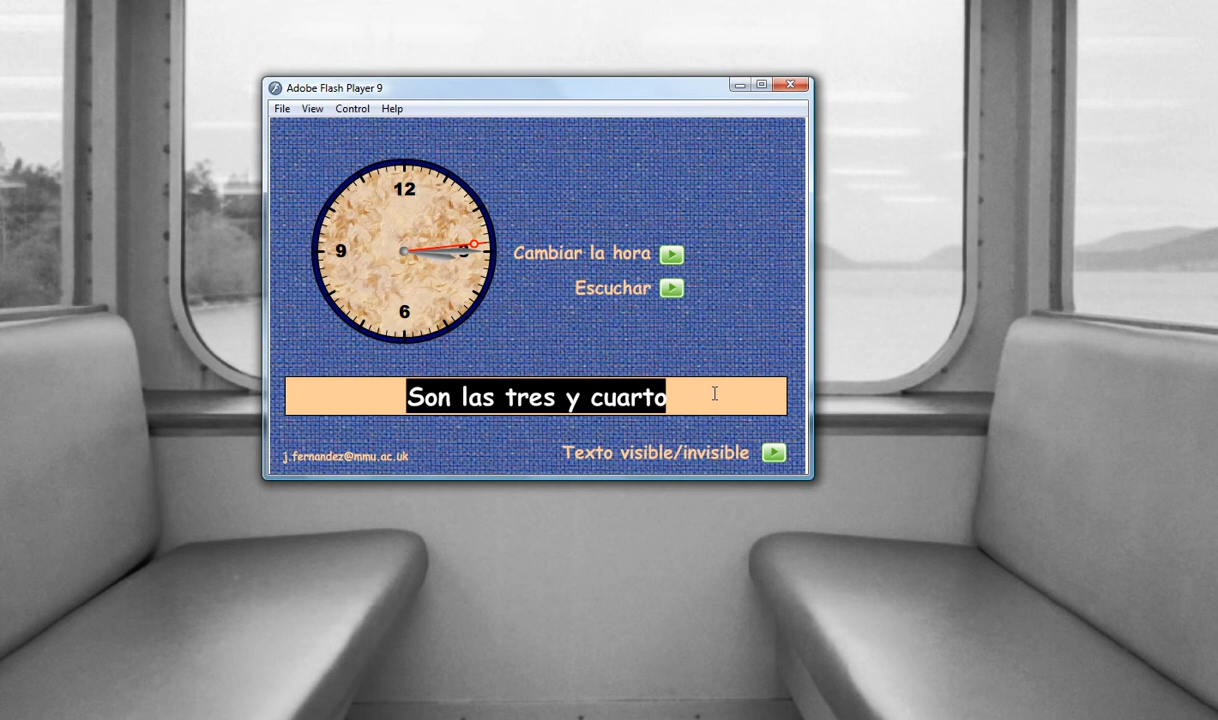 Adobe Flash Player 9
File View Control Help
12
9
3
6
Cambiar la hora
Escuchar
Son las tres y cuarto
j.fernandez@mmu.ac.uk
Texto visible/invisible